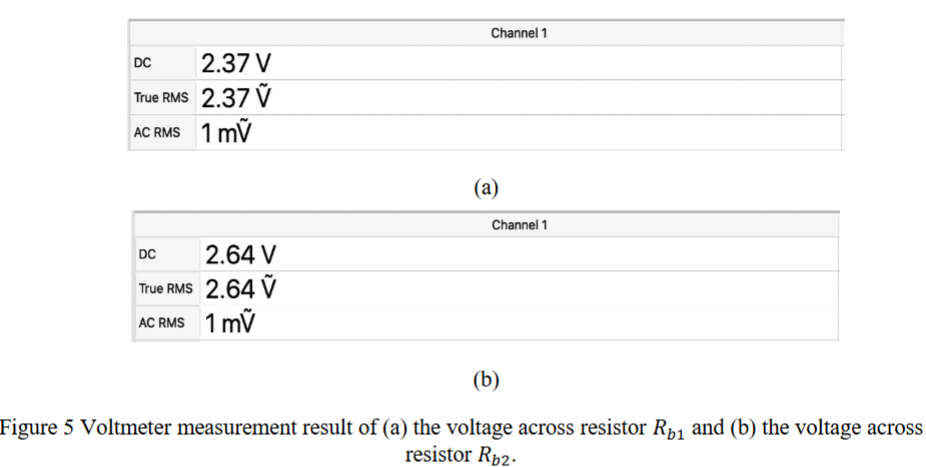 Channel 1
DC 2.37 V
True RMS 2.37 Ṽ
AC RMS 1 mṼ
(a)
Channel 1
DC 2.64 V
True RMS 2.64 Ṽ
AC RMS 1 mṼ
(b)
Figure 5 Voltmeter measurement result of (a) the voltage across resistor R_{b1} and (b) the voltage across
resistor R_{b2}.